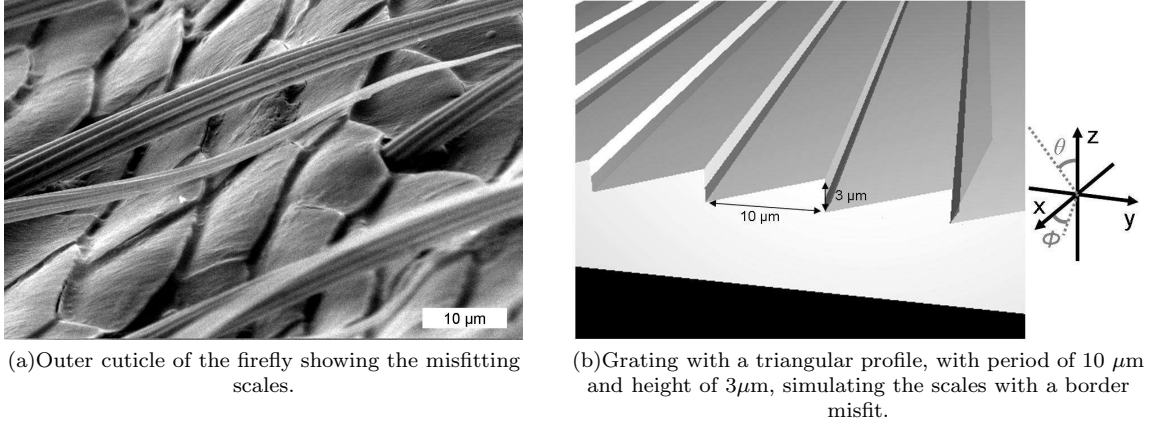 10 µm
(a)Outer cuticle of the firefly showing the misfitting
scales.
3 µm
10 µm
θ
z
x
y
Φ
(b)Grating with a triangular profile, with period of 10 µm
and height of 3µm, simulating the scales with a border
misfit.